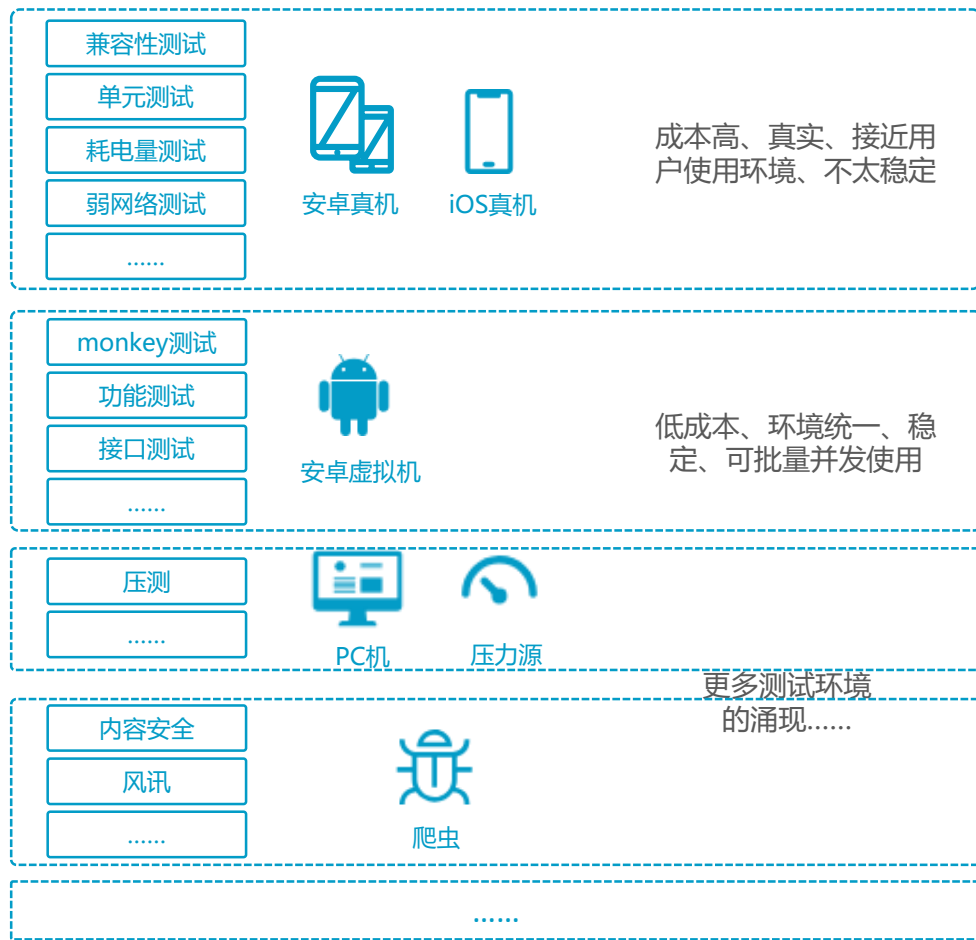 兼容性测试
单元测试
耗电量测试
弱网络测试
......
安卓真机
iOS真机
成本高、真实、接近用
户使用环境、不太稳定
monkey测试
功能测试
接口测试
......
安卓虚拟机
低成本、环境统一、稳
定、可批量并发使用
压测
......
PC机
压力源
更多测试环境
的涌现......
内容安全
风讯
......
爬虫
......